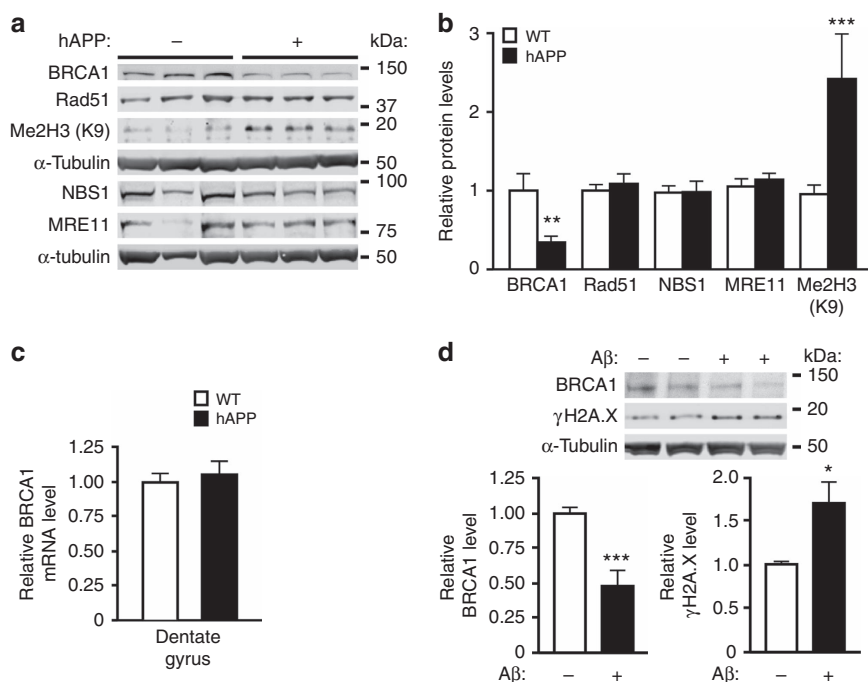 a
hAPP: – + kDa:
BRCA1 150
Rad51 37
Me2H3 (K9) 20
α-Tubulin 50
NBS1 100
MRE11 75
α-tubulin 50
b
WT
hAPP
Relative protein levels
3
2
1
0
**
***
BRCA1 Rad51 NBS1 MRE11 Me2H3
(K9)
c
WT
hAPP
Relative BRCA1
mRNA level
1.25
1.00
0.75
0.50
0.25
0
Dentate
gyrus
d
Aβ: – – + + kDa:
BRCA1 150
γH2A.X 20
α-Tubulin 50
Relative
BRCA1 level
1.25
1.00
0.75
0.50
0.25
0
***
Aβ: – +
Relative
γH2A.X level
2.0
1.5
1.0
0.5
0
*
Aβ: – +